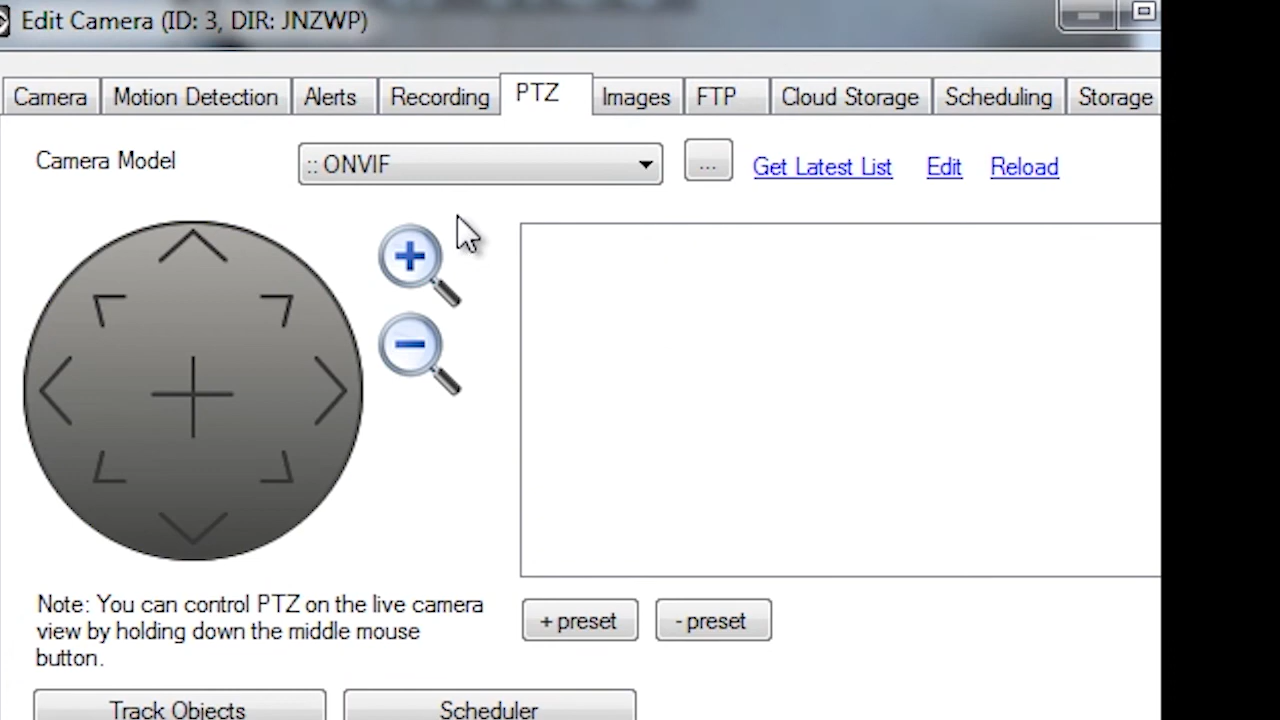 Edit Camera (ID: 3, DIR: JNZWP)
Camera Motion Detection Alerts Recording PTZ Images FTP Cloud Storage Scheduling Storage
Camera Model :: ONVIF ... Get Latest List Edit Reload
Note: You can control PTZ on the live camera
view by holding down the middle mouse
button.
+ preset - preset
Track Objects Scheduler